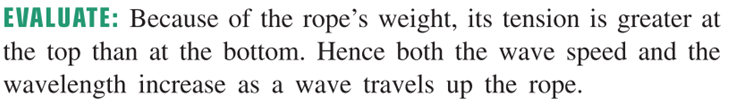 EVALUATE: Because of the rope's weight, its tension is greater at
the top than at the bottom. Hence both the wave speed and the
wavelength increase as a wave travels up the rope.